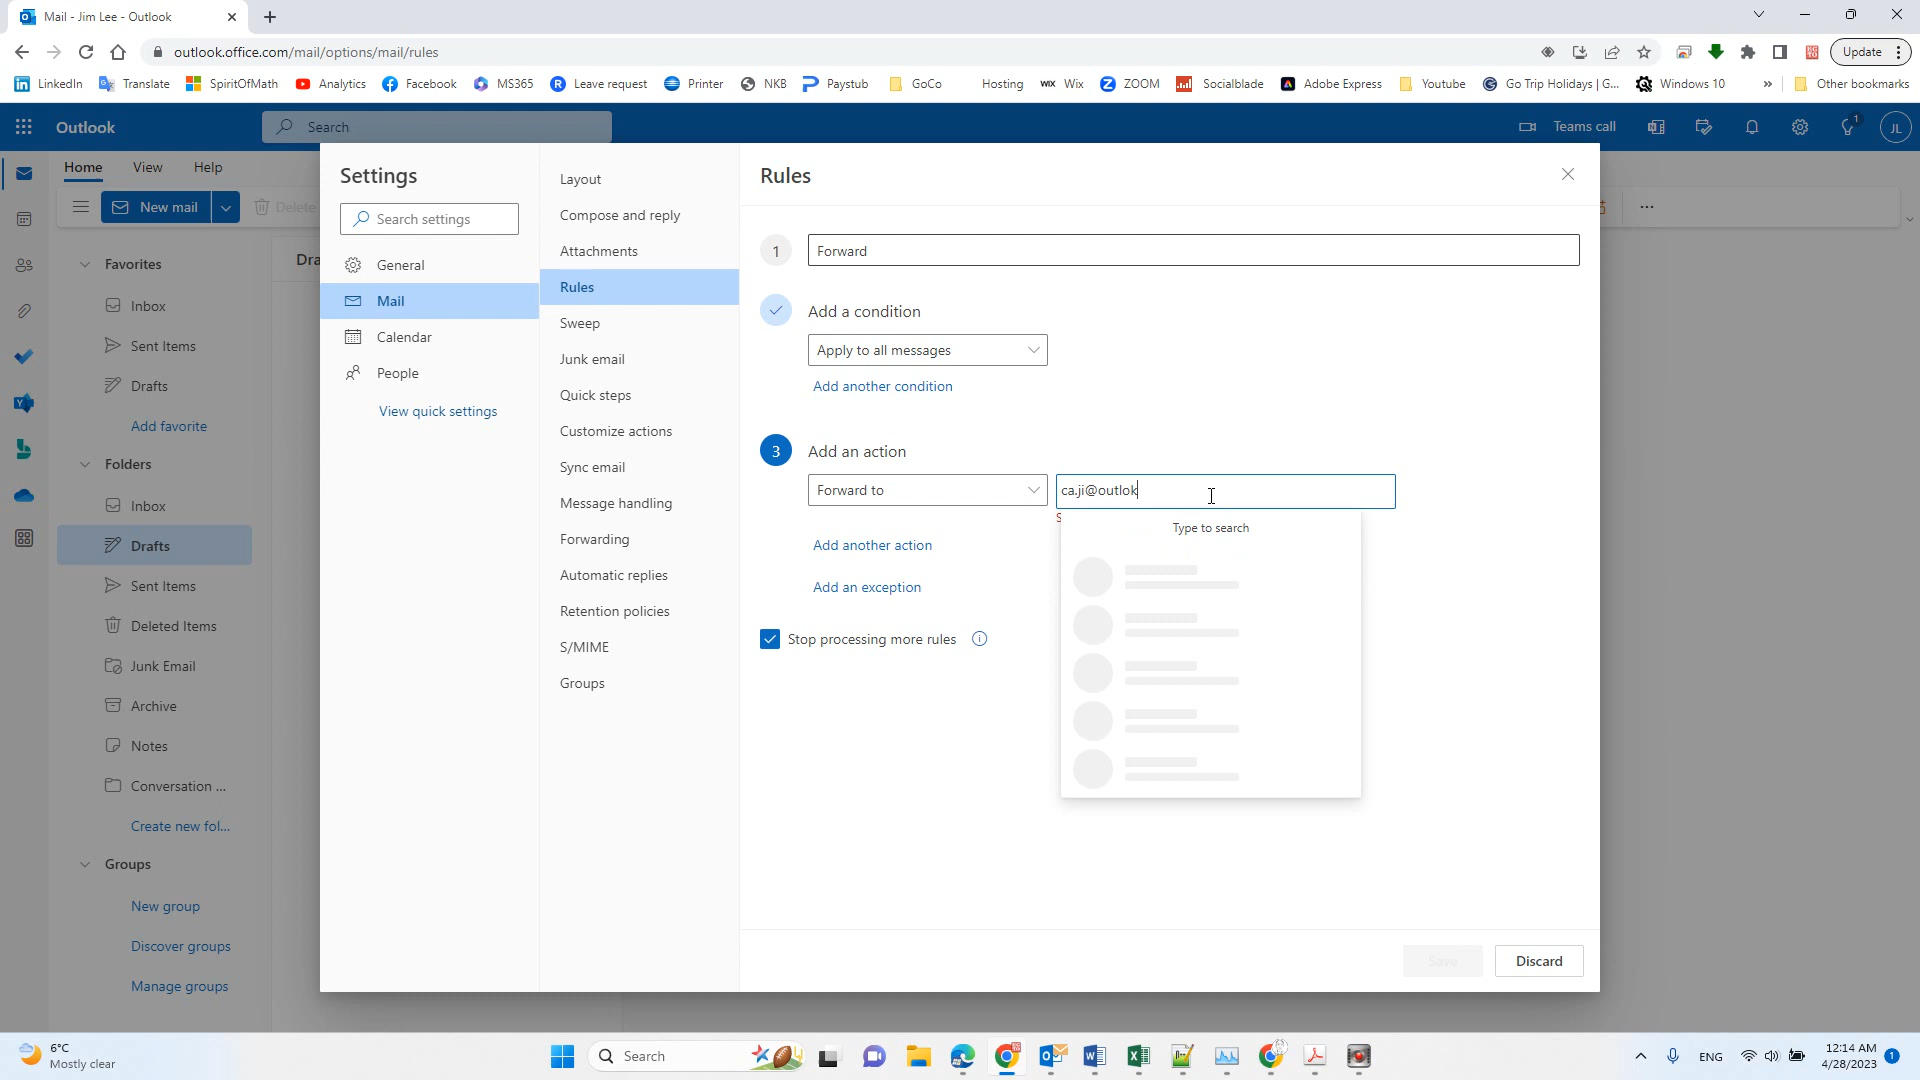 Mail - Jim Lee - Outlook
outlook.office.com/mail/options/mail/rules
Update
LinkedIn Translate SpiritOfMath Analytics Facebook MS365 Leave request Printer NKB Paystub GoCo Hosting WIX Wix ZOOM Socialblade Adobe Express Youtube Go Trip Holidays | G... Windows 10 » Other bookmarks
Outlook
Search
Teams call
1
JL
Home View Help
New mail
Delete
Favorites
Inbox
Sent Items
Drafts
Add favorite
Folders
Inbox
Drafts
Sent Items
Deleted Items
Junk Email
Archive
Notes
Conversation ...
Create new fol...
Groups
New group
Discover groups
Manage groups
Dra
Settings
Search settings
General
Mail
Calendar
People
View quick settings
Layout
Compose and reply
Attachments
Rules
Sweep
Junk email
Quick steps
Customize actions
Sync email
Message handling
Forwarding
Automatic replies
Retention policies
S/MIME
Groups
Rules
1 Forward
Add a condition
Apply to all messages
Add another condition
3 Add an action
Forward to
ca.ji@outlok
Type to search
Add another action
Add an exception
Stop processing more rules
Save
Discard
6°C
Mostly clear
Search
ENG
12:14 AM
4/28/2023
1